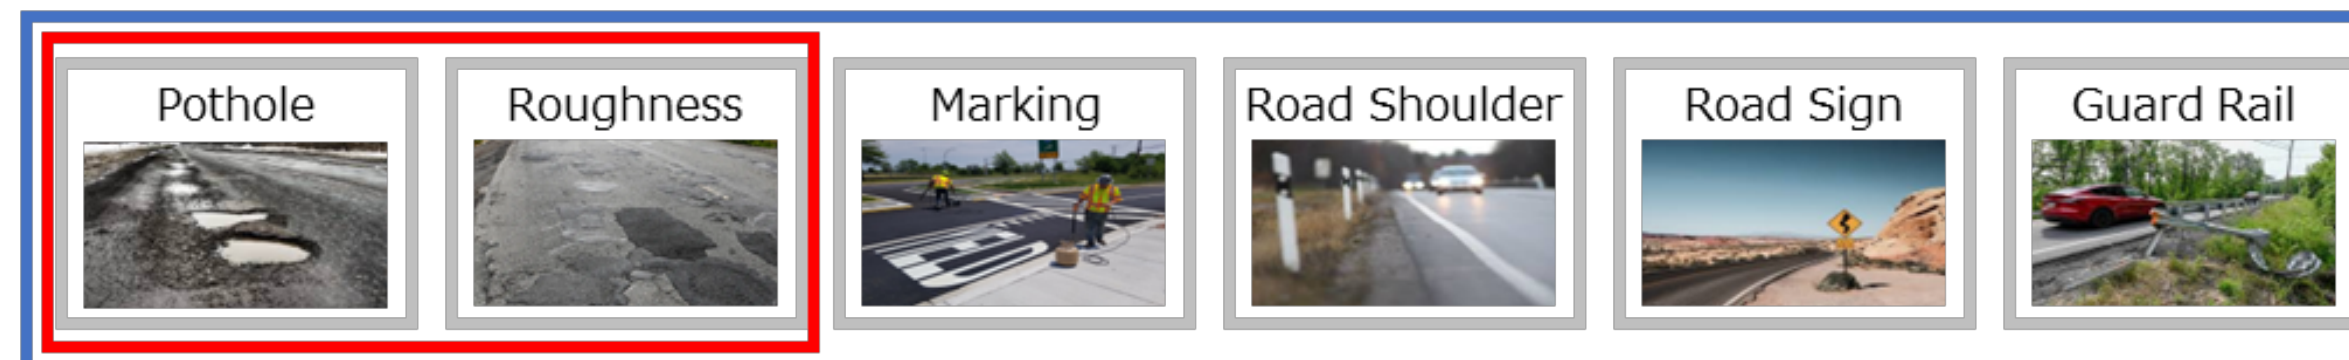 Pothole
Roughness
Marking
Road Shoulder
Road Sign
Guard Rail